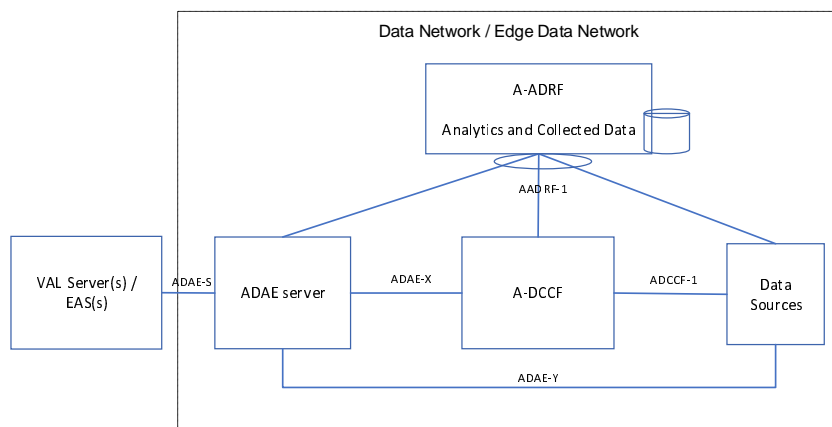 Data Network / Edge Data Network
A-ADRF
Analytics and Collected Data
AADRF-1
VAL Server(s) /
EAS(s)
ADAE-S
ADAE server
ADAE-X
A-DCCF
ADCCF-1
Data
Sources
ADAE-Y